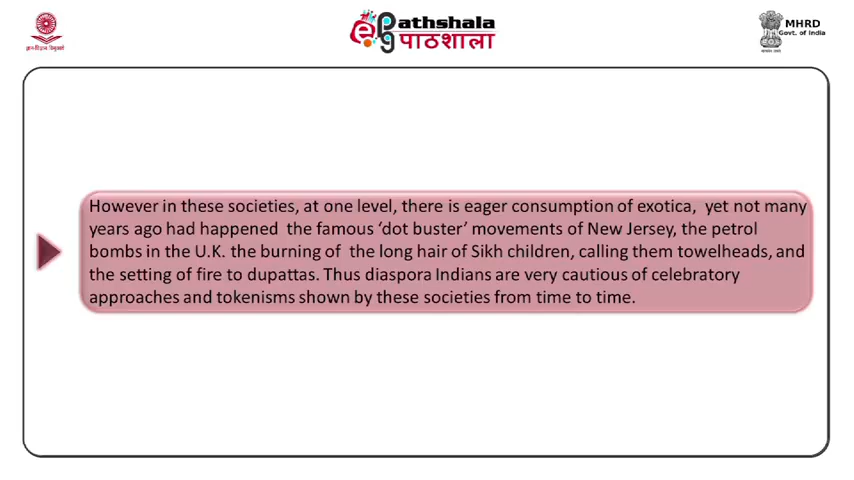 ePathshala
पाठशाला
MHRD
Govt. of India
However in these societies, at one level, there is eager consumption of exotica, yet not many
years ago had happened the famous ‘dot buster’ movements of New Jersey, the petrol
bombs in the U.K. the burning of the long hair of Sikh children, calling them towelheads, and
the setting of fire to dupattas. Thus diaspora Indians are very cautious of celebratory
approaches and tokenisms shown by these societies from time to time.